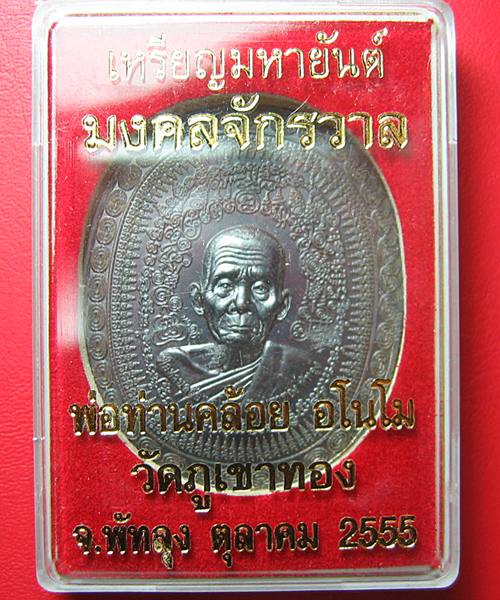 เหรียญมหายันต์
มงคลจักรวาล
พ่อท่านคล้อย อโนโม
วัดภูเขาทอง
จ.พัทลุง ตุลาคม 2555